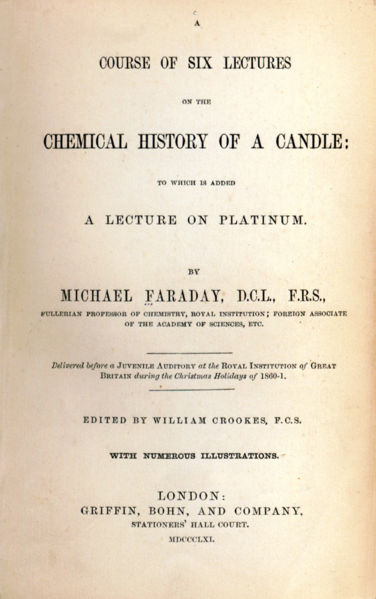 A
COURSE OF SIX LECTURES
ON THE
CHEMICAL HISTORY OF A CANDLE:
TO WHICH IS ADDED
A LECTURE ON PLATINUM.
BY
MICHAEL FARADAY, D.C.L., F.R.S.,
FULLERIAN PROFESSOR OF CHEMISTRY, ROYAL INSTITUTION; FOREIGN ASSOCIATE
OF THE ACADEMY OF SCIENCES, ETC.
Delivered before a JUVENILE AUDITORY at the ROYAL INSTITUTION of GREAT
BRITAIN during the Christmas Holidays of 1860-1.
EDITED BY WILLIAM CROOKES, F.C.S.
WITH NUMEROUS ILLUSTRATIONS.
LONDON:
GRIFFIN, BOHN, AND COMPANY,
STATIONERS' HALL COURT.
MDCCCLXI.